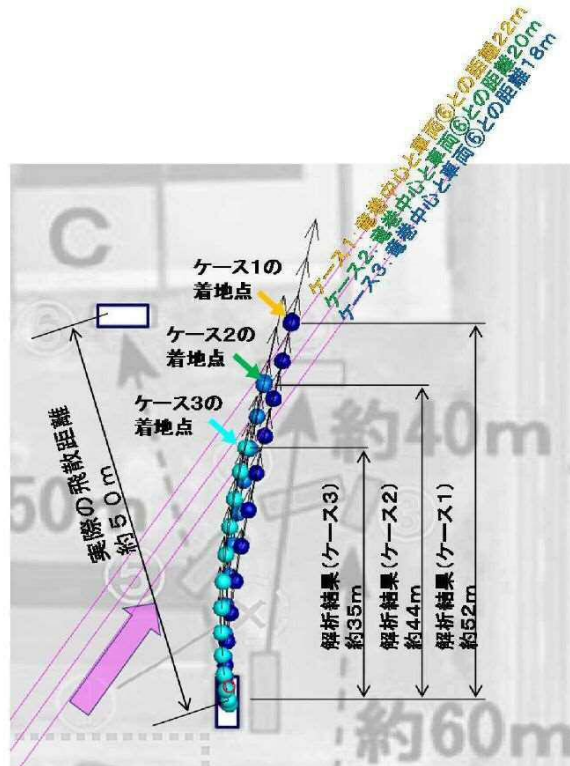 ケース1:竜巻中心と車両⑥との距離22m
ケース2:竜巻中心と車両⑥との距離20m
ケース3:竜巻中心と車両⑥との距離18m
C
ケース1の
着地点
ケース2の
着地点
ケース3の
着地点
実際の飛散距離
約50m
50m
⑤
約40m
解析結果(ケース3)
約35m
解析結果(ケース2)
約44m
解析結果(ケース1)
約52m
約60m